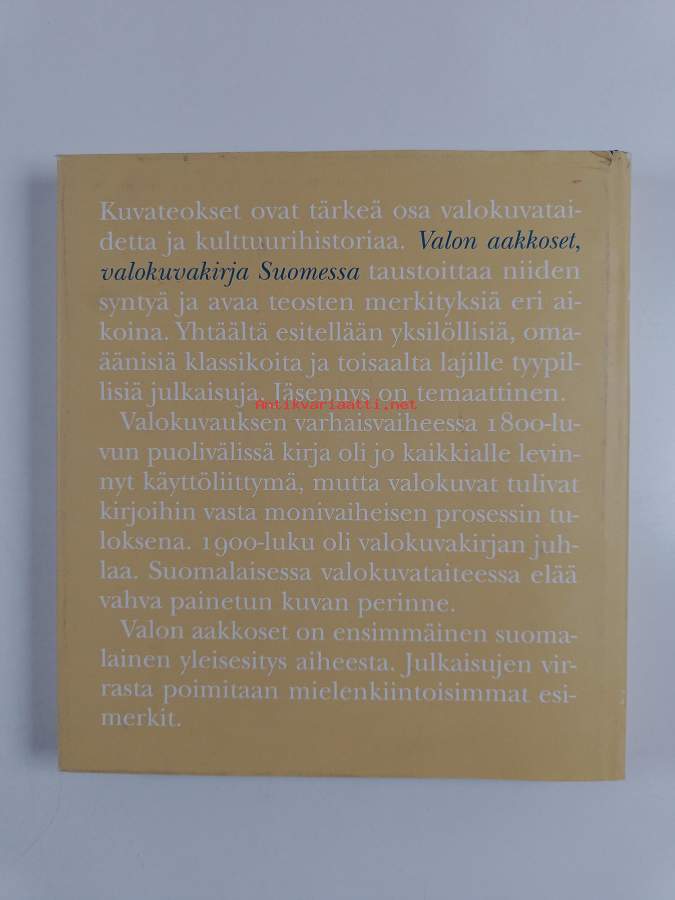 Kuvateokset ovat tärkeä osa valokuvatai-
detta ja kulttuurihistoriaa. Valon aakkoset,
valokuvakirja Suomessa taustoittaa niiden
syntyä ja avaa teosten merkityksiä eri ai-
koina. Yhtäältä esitellään yksilöllisiä, oma-
äänisiä klassikoita ja toisaalta lajille tyypil-
lisiä julkaisuja. Jäsennys on temaattinen.
Antikvariaatti.net
Valokuvauksen varhaisvaiheessa 1800-lu-
vun puolivälissä kirja oli jo kaikkialle levin-
nyt käyttöliittymä, mutta valokuvat tulivat
kirjoihin vasta monivaiheisen prosessin tu-
loksena. 1900-luku oli valokuvakirjan juh-
laa. Suomalaisessa valokuvataiteessa elää
vahva painetun kuvan perinne.
Valon aakkoset on ensimmäinen suoma-
lainen yleisesitys aiheesta. Julkaisujen vir-
rasta poimitaan mielenkiintoisimmat esi-
merkit.